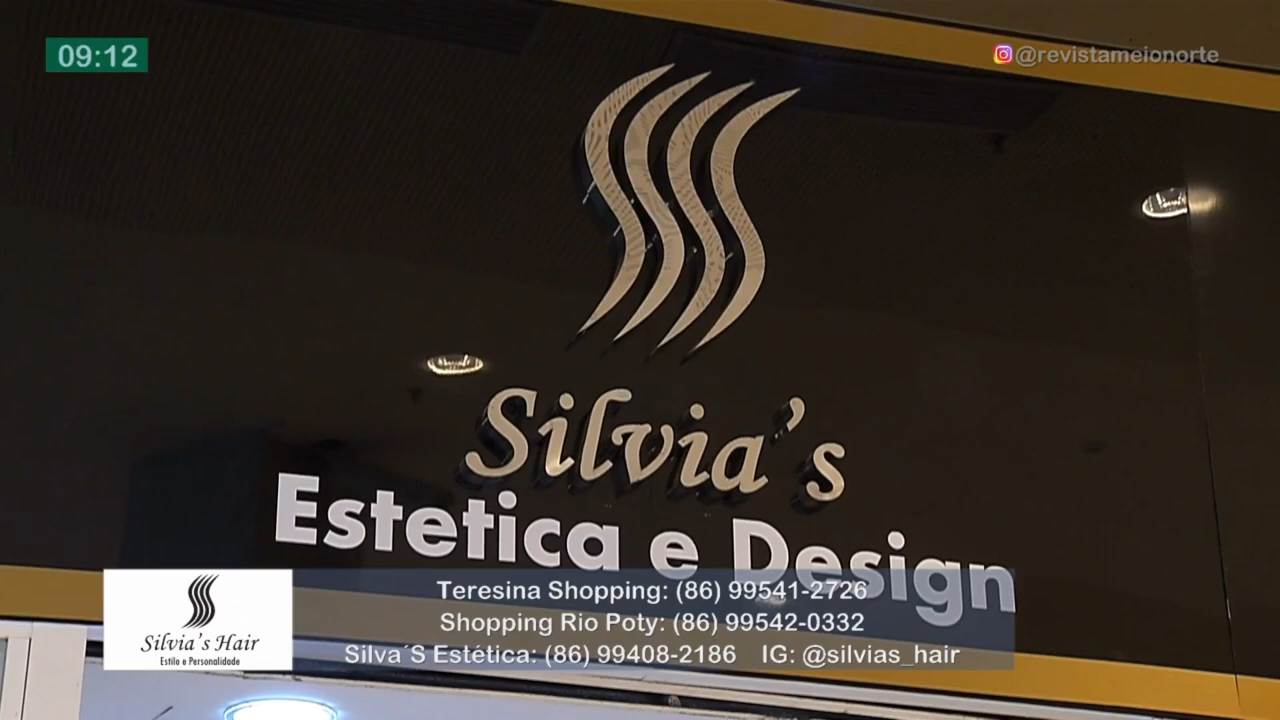 09:12
@revistameionorte
Silvia's
Estetica e Design
Teresina Shopping: (86) 99541-2726
Shopping Rio Poty: (86) 99542-0332
Silva´S Estética: (86) 99408-2186 IG: @silvias_hair
Silvia's Hair
Estilo e Personalidade